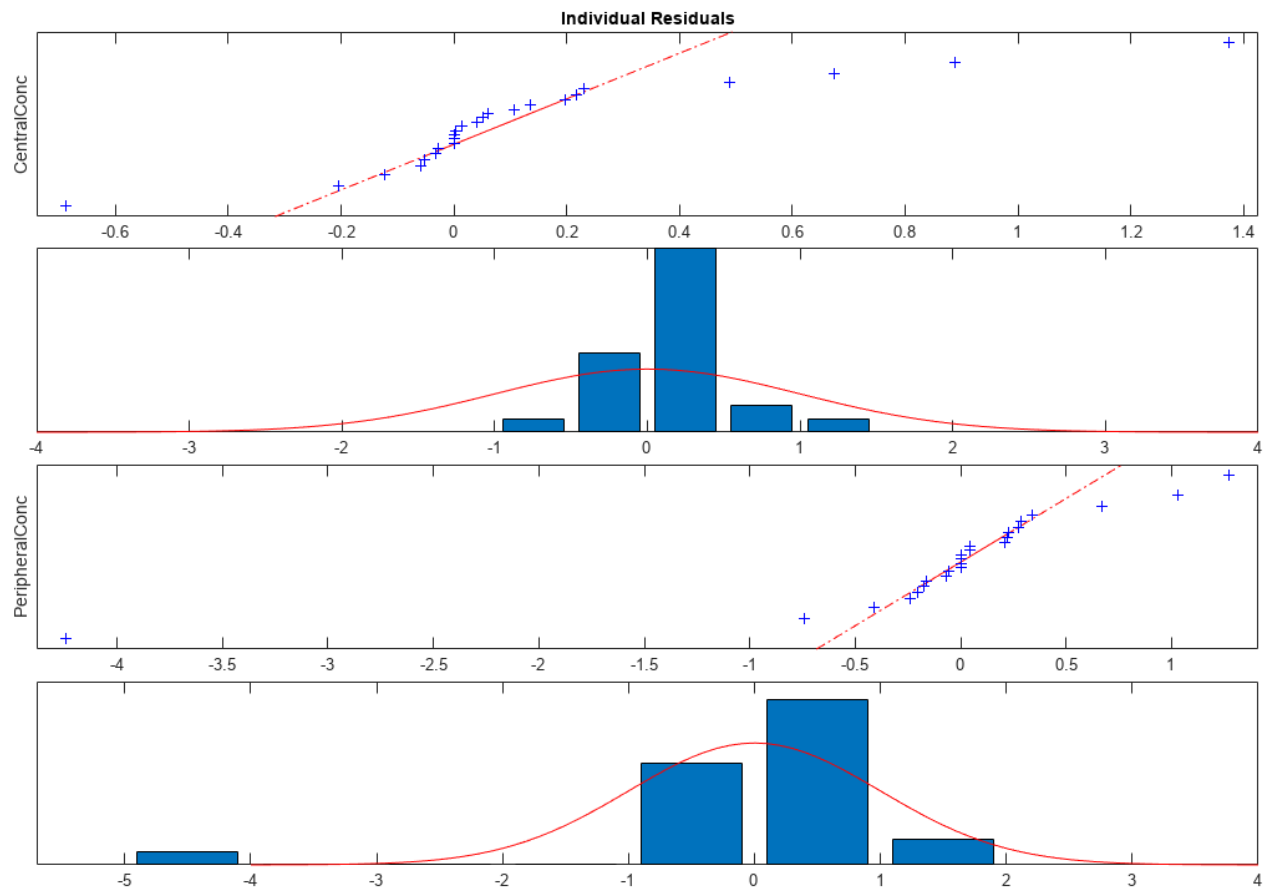 Individual Residuals
CentralConc
-0.6 -0.4 -0.2 0 0.2 0.4 0.6 0.8 1 1.2 1.4
-4 -3 -2 -1 0 1 2 3 4
PeripheralConc
-4 -3.5 -3 -2.5 -2 -1.5 -1 -0.5 0 0.5 1
-5 -4 -3 -2 -1 0 1 2 3 4